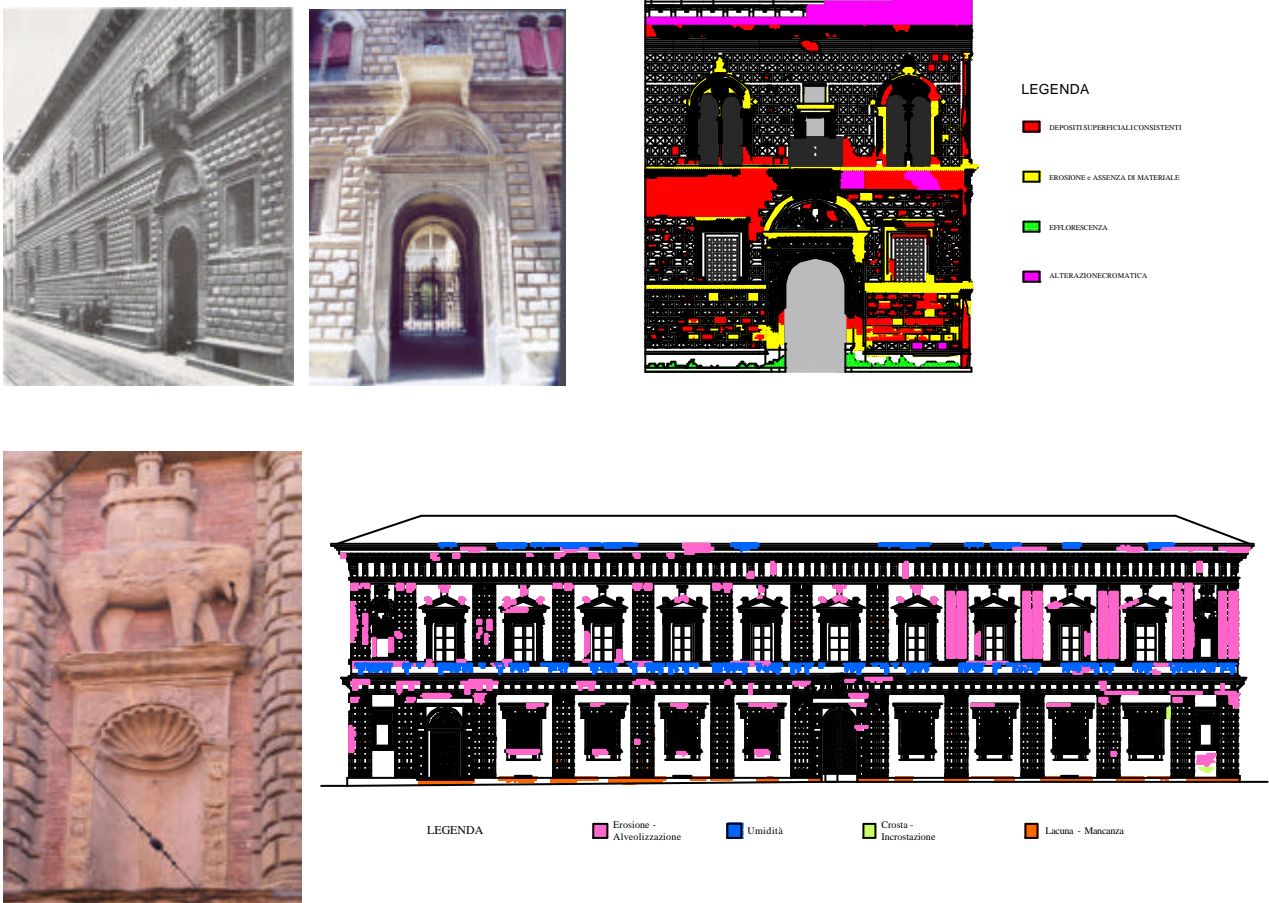 LEGENDA
DEPOSITI SUPERFICIALI CONSISTENTI
EROSIONE e ASSENZA DI MATERIALE
EFFLORESCENZA
ALTERAZIONECROMATICA
LEGENDA
Erosione -
Alveolizzazione
Umidità
Crosta -
Incrostazione
Lacuna - Mancanza